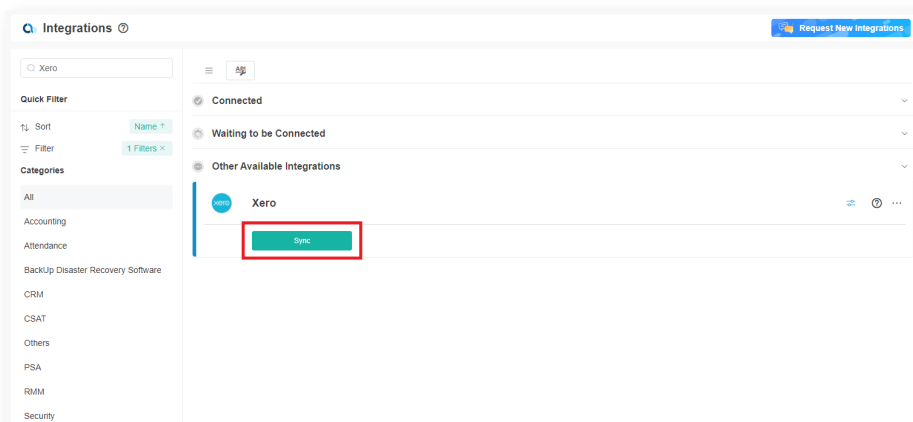 Integrations
Request New Integrations
Xero
Quick Filter
Sort
Name ↑
Filter
1 Filters ×
Categories
All
Accounting
Attendance
BackUp Disaster Recovery Software
CRM
CSAT
Others
PSA
RMM
Security
Connected
Waiting to be Connected
Other Available Integrations
xero
Xero
Sync